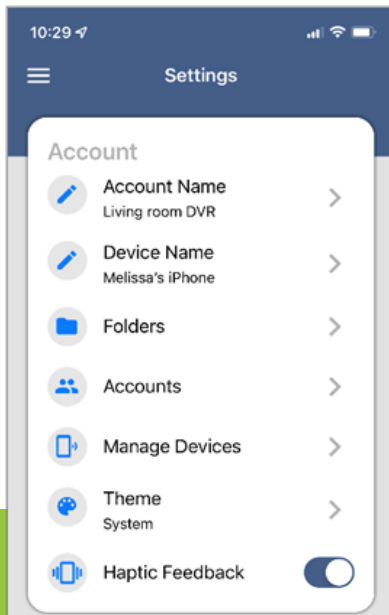 10:29
Settings
Account
Account Name
Living room DVR
Device Name
Melissa's iPhone
Folders
Accounts
Manage Devices
Theme
System
Haptic Feedback